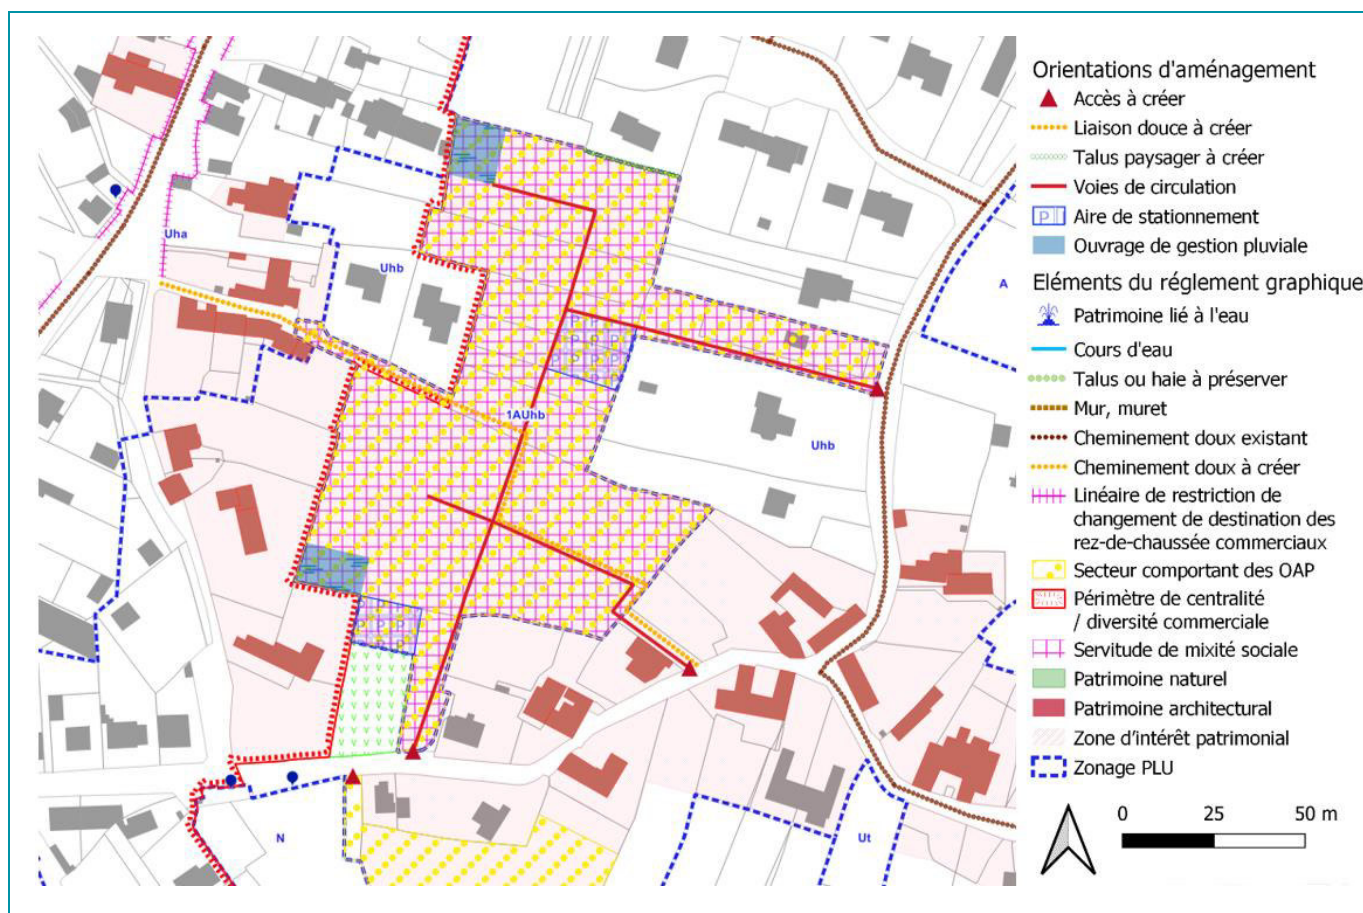 Uha
Uhb
A
1AUhb
Uhb
N
Ut
P P
P P P
P P P
P P
P P
Orientations d'aménagement
Accès à créer
Liaison douce à créer
Talus paysager à créer
Voies de circulation
P Aire de stationnement
Ouvrage de gestion pluviale
Eléments du réglement graphique
Patrimoine lié à l'eau
Cours d'eau
Talus ou haie à préserver
Mur, muret
Cheminement doux existant
Cheminement doux à créer
Linéaire de restriction de
changement de destination des
rez-de-chaussée commerciaux
Secteur comportant des OAP
Périmètre de centralité
/ diversité commerciale
Servitude de mixité sociale
Patrimoine naturel
Patrimoine architectural
Zone d'intérêt patrimonial
Zonage PLU
0 25 50 m